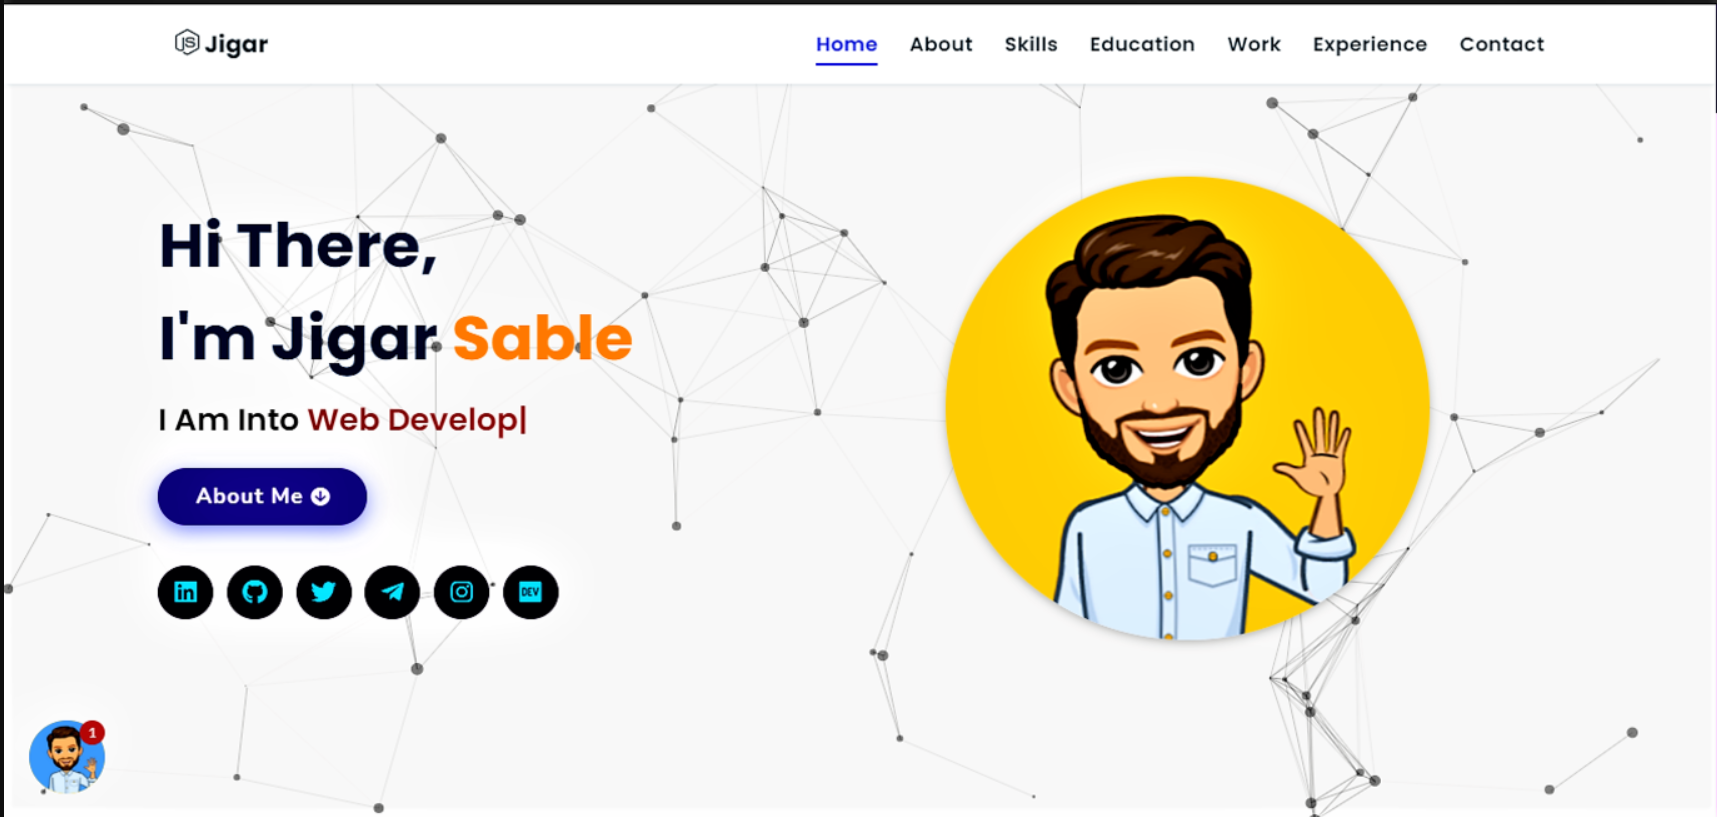 Jigar
Home About Skills Education Work Experience Contact
Hi There,
I'm Jigar Sable
I Am Into Web Develop|
About Me
in
DEV
1